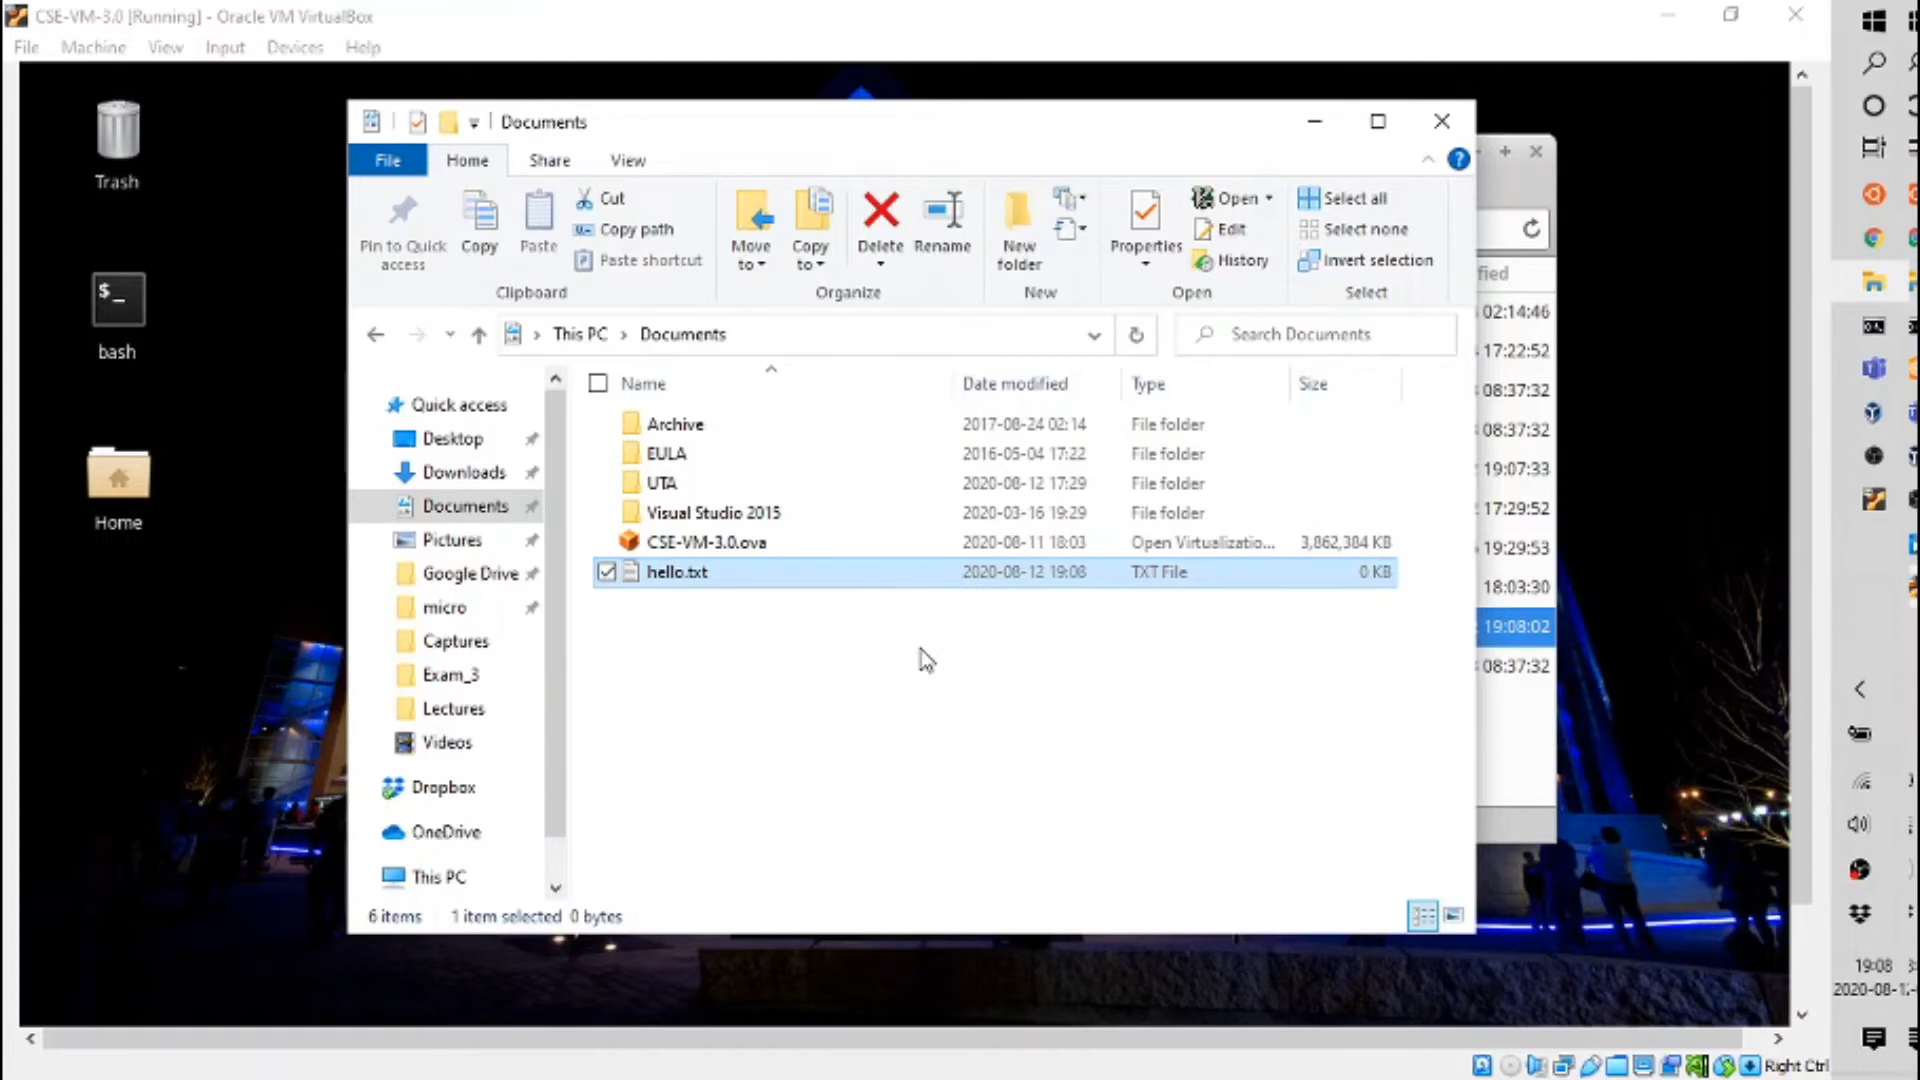 CSE-VM-3.0 [Running] - Oracle VM VirtualBox
File Machine View Input Devices Help
Trash
bash
Home
Documents
File Home Share View
Pin to Quick access
Copy
Paste
Cut
Copy path
Paste shortcut
Clipboard
Move to
Copy to
Delete
Rename
Organize
New folder
New
Properties
Open
Edit
History
Open
Select all
Select none
Invert selection
Select
This PC > Documents
Search Documents
Quick access
Desktop
Downloads
Documents
Pictures
Google Drive
micro
Captures
Exam_3
Lectures
Videos
Dropbox
OneDrive
This PC
Name Date modified Type Size
Archive 2017-08-24 02:14 File folder
EULA 2016-05-04 17:22 File folder
UTA 2020-08-12 17:29 File folder
Visual Studio 2015 2020-03-16 19:29 File folder
CSE-VM-3.0.ova 2020-08-11 18:03 Open Virtualizatio... 3,862,384 KB
hello.txt 2020-08-12 19:08 TXT File 0 KB
6 items 1 item selected 0 bytes
fied
02:14:46
17:22:52
08:37:32
08:37:32
19:07:33
17:29:52
19:29:53
18:03:30
19:08:02
08:37:32
19:08
2020-08-1
Right Ctrl